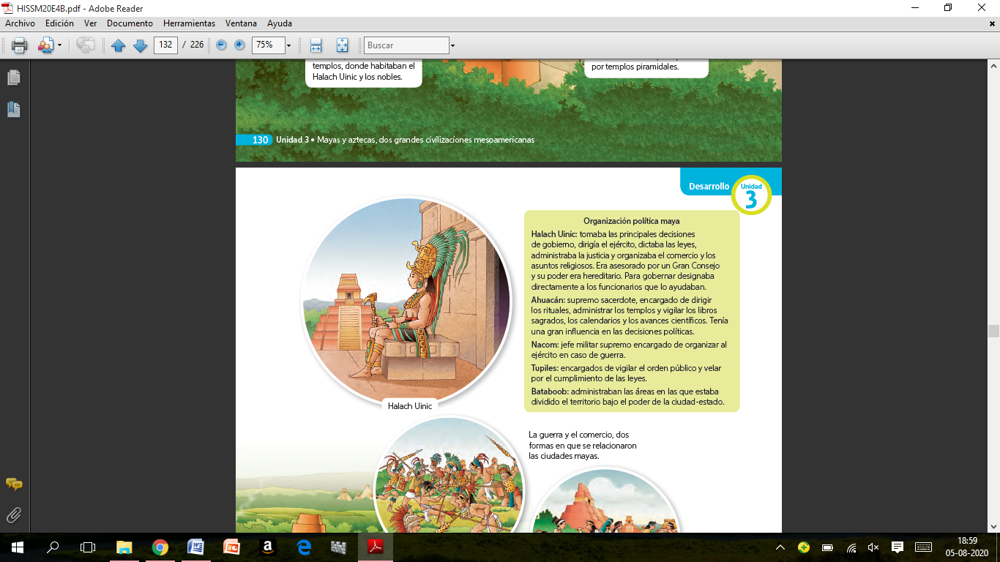 HISSM20E4B.pdf - Adobe Reader
Archivo Edición Ver Documento Herramientas Ventana Ayuda
132 / 226 75% Buscar
templos, donde habitaban el
Halach Uinic y los nobles.
por templos piramidales.
130 Unidad 3 • Mayas y aztecas, dos grandes civilizaciones mesoamericanas
Desarrollo Unidad
3
Organización política maya
Halach Uinic: tomaba las principales decisiones
de gobierno, dirigía el ejército, dictaba las leyes,
administraba la justicia y organizaba el comercio y los
asuntos religiosos. Era asesorado por un Gran Consejo
y su poder era hereditario. Para gobernar designaba
directamente a los funcionarios que lo ayudaban.
Ahuacán: supremo sacerdote, encargado de dirigir
los rituales, administrar los templos y vigilar los libros
sagrados, los calendarios y los avances científicos. Tenía
una gran influencia en las decisiones políticas.
Nacom: jefe militar supremo encargado de organizar al
ejército en caso de guerra.
Tupiles: encargados de vigilar el orden público y velar
por el cumplimiento de las leyes.
Bataboob: administraban las áreas en las que estaba
dividido el territorio bajo el poder de la ciudad-estado.
Halach Uinic
La guerra y el comercio, dos
formas en que se relacionaron
las ciudades mayas.
18:59
05-08-2020